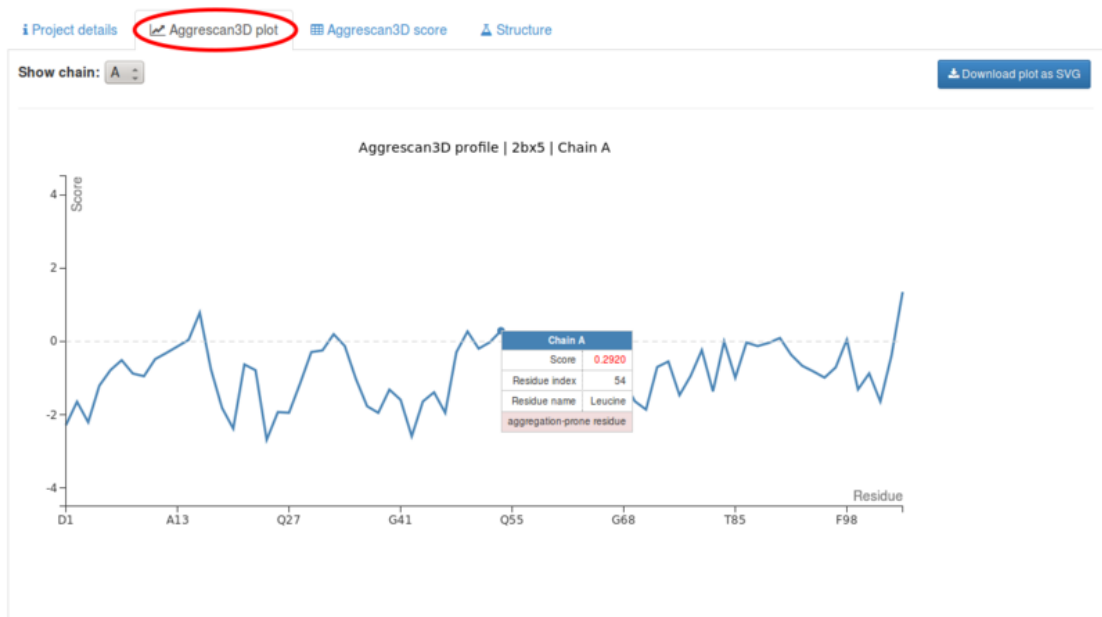 Project details Aggrescan3D plot Aggrescan3D score Structure
Show chain: A Download plot as SVG
Aggrescan3D profile | 2bx5 | Chain A
Score
4
2
0
-2
-4
Chain A
Score 0.2920
Residue index 54
Residue name Leucine
aggregation-prone residue
Residue
D1 A13 Q27 G41 Q55 G68 T85 F98